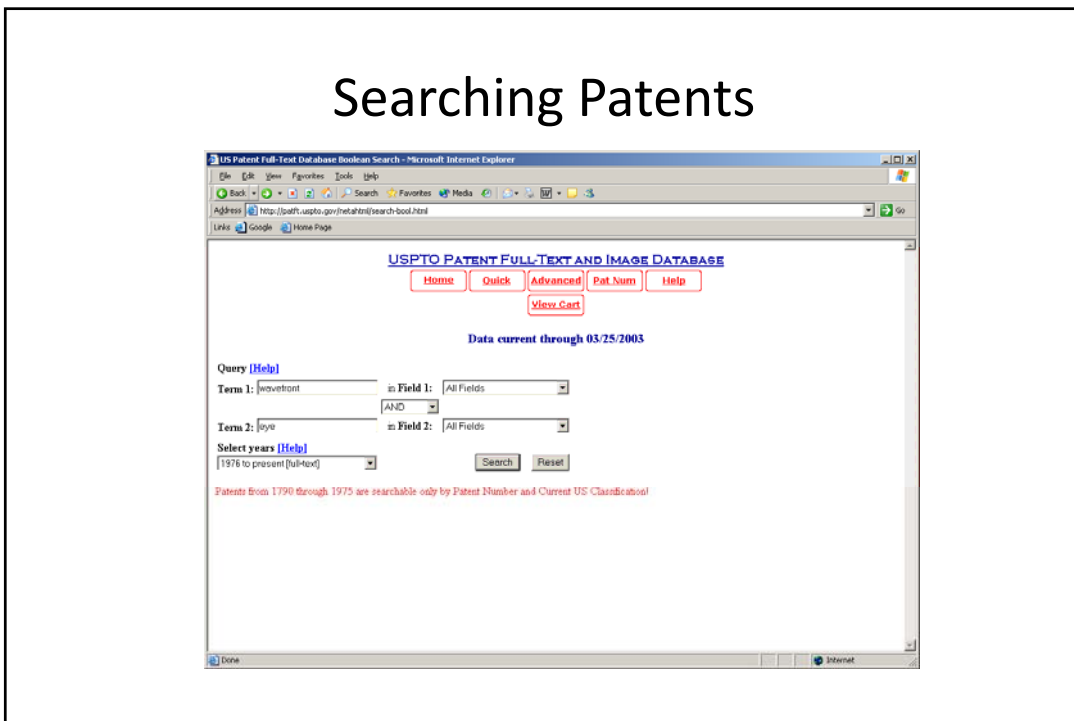 Searching Patents
US Patent Full-Text Database Boolean Search - Microsoft Internet Explorer
File Edit View Favorites Tools Help
Back Search Favorites Media
Address http://patft.uspto.gov/netahtml/search-bool.html Go
Links Google Home Page
USPTO PATENT FULL-TEXT AND IMAGE DATABASE
Home Quick Advanced Pat Num Help
View Cart
Data current through 03/25/2003
Query [Help]
Term 1: wavefront in Field 1: All Fields
AND
Term 2: eye in Field 2: All Fields
Select years [Help]
1976 to present [full-text] Search Reset
Patents from 1790 through 1975 are searchable only by Patent Number and Current US Classification!
Done Internet